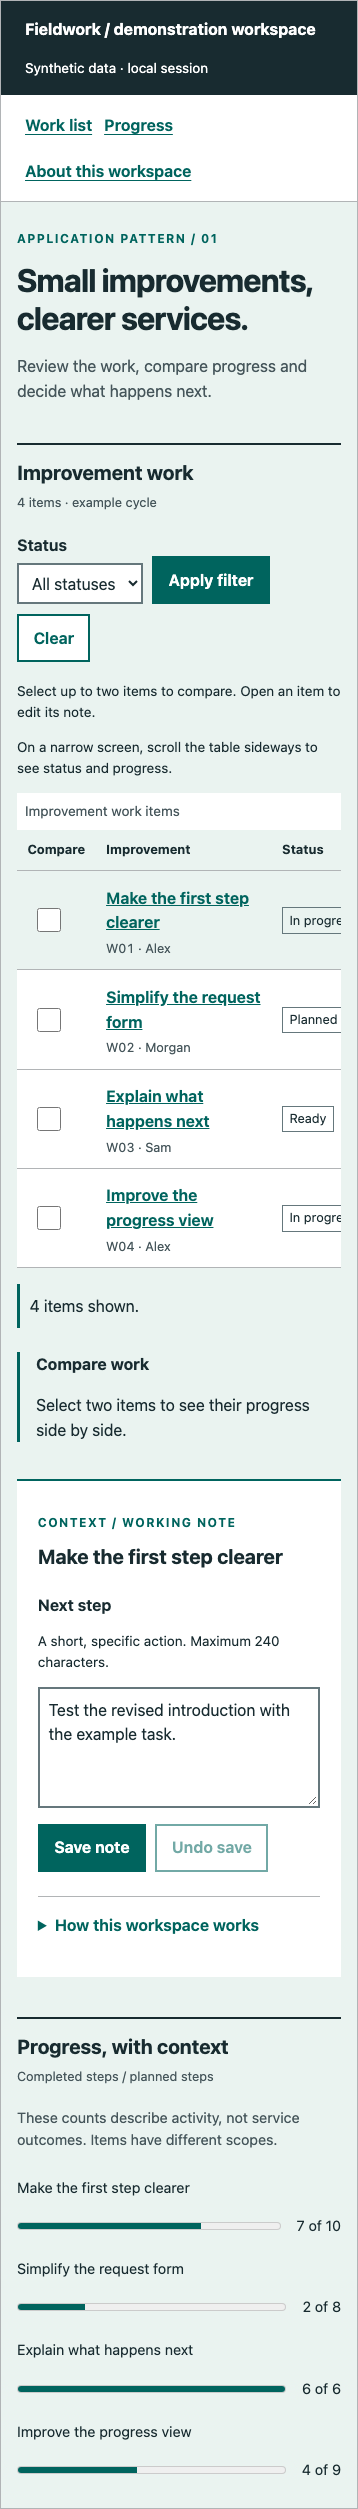 Fieldwork / demonstration workspace
Synthetic data · local session
Work list Progress
About this workspace
APPLICATION PATTERN / 01
Small improvements,
clearer services.
Review the work, compare progress and
decide what happens next.
Improvement work
4 items · example cycle
Status
All statuses Apply filter
Clear
Select up to two items to compare. Open an item to
edit its note.
On a narrow screen, scroll the table sideways to
see status and progress.
Improvement work items
Compare Improvement Status
Make the first step
clearer
In progre
W01 · Alex
Simplify the request
form
Planned
W02 · Morgan
Explain what
happens next
Ready
W03 · Sam
Improve the
progress view
In progre
W04 · Alex
4 items shown.
Compare work
Select two items to see their progress
side by side.
CONTEXT / WORKING NOTE
Make the first step clearer
Next step
A short, specific action. Maximum 240
characters.
Test the revised introduction with
the example task.
Save note Undo save
How this workspace works
Progress, with context
Completed steps / planned steps
These counts describe activity, not service
outcomes. Items have different scopes.
Make the first step clearer
7 of 10
Simplify the request form
2 of 8
Explain what happens next
6 of 6
Improve the progress view
4 of 9